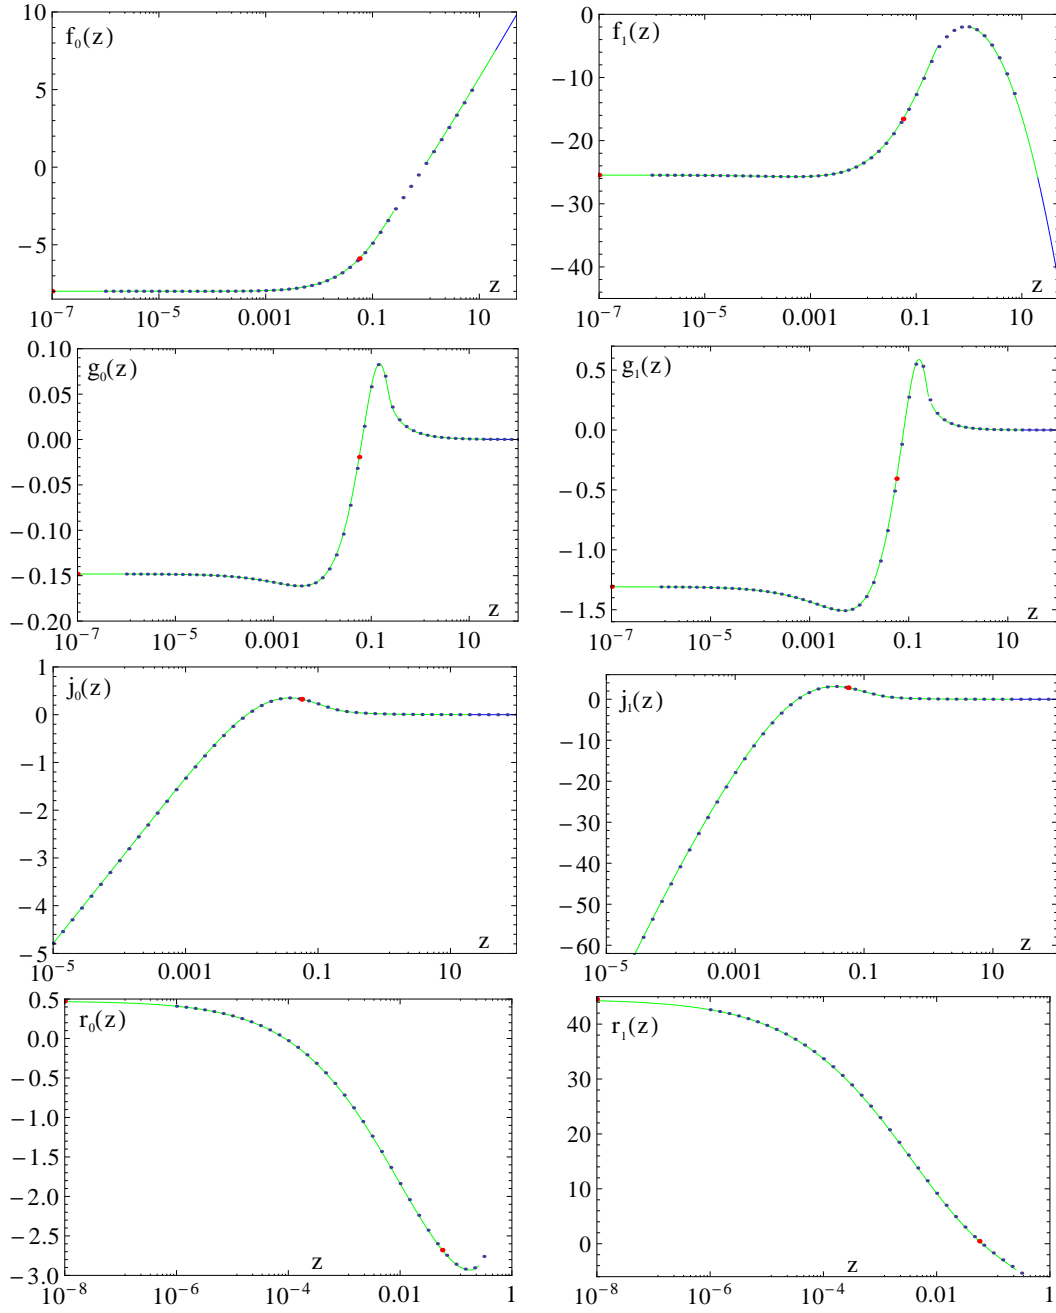 f₀(z)
10
5
0
−5
10⁻⁷ 10⁻⁵ 0.001 0.1 10
z
f₁(z)
0
−10
−20
−30
−40
10⁻⁷ 10⁻⁵ 0.001 0.1 10
z
g₀(z)
0.10
0.05
0.00
−0.05
−0.10
−0.15
−0.20
10⁻⁷ 10⁻⁵ 0.001 0.1 10
z
g₁(z)
0.5
0.0
−0.5
−1.0
−1.5
10⁻⁷ 10⁻⁵ 0.001 0.1 10
z
j₀(z)
1
0
−1
−2
−3
−4
−5
10⁻⁵ 0.001 0.1 10
z
j₁(z)
0
−10
−20
−30
−40
−50
−60
10⁻⁵ 0.001 0.1 10
z
r₀(z)
0.5
0.0
−0.5
−1.0
−1.5
−2.0
−2.5
−3.0
10⁻⁸ 10⁻⁶ 10⁻⁴ 0.01 1
z
r₁(z)
40
30
20
10
0
10⁻⁸ 10⁻⁶ 10⁻⁴ 0.01 1
z